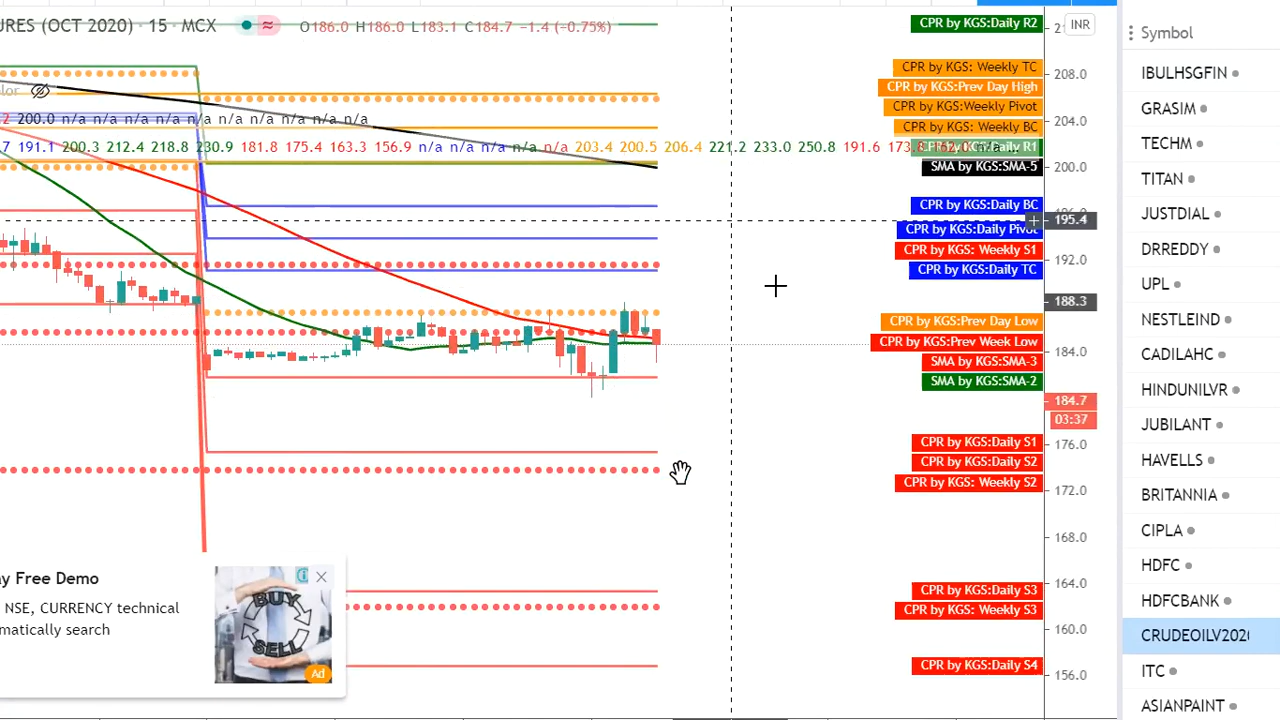 URES (OCT 2020) · 15 · MCX
≈
O186.0 H186.0 L183.1 C184.7 −1.4 (−0.75%)
olor
.2 200.0 n/a n/a n/a n/a n/a n/a n/a n/a n/a n/a
.7 191.1 200.3 212.4 218.8 230.9 181.8 175.4 163.3 156.9 n/a n/a n/a n/a n/a 203.4 200.5 206.4 221.2 233.0 250.8 191.6
CPR by KGS:Daily R2
CPR by KGS: Weekly TC
CPR by KGS:Prev Day High
CPR by KGS:Weekly Pivot
CPR by KGS: Weekly BC
CPR by KGS:Daily R1
SMA by KGS:SMA-5
CPR by KGS:Daily BC
CPR by KGS:Daily Pivot
CPR by KGS: Weekly S1
CPR by KGS:Daily TC
CPR by KGS:Prev Day Low
CPR by KGS:Prev Week Low
SMA by KGS:SMA-3
SMA by KGS:SMA-2
CPR by KGS:Daily S1
CPR by KGS:Daily S2
CPR by KGS: Weekly S2
CPR by KGS:Daily S3
CPR by KGS: Weekly S3
CPR by KGS:Daily S4
INR
208.0
204.0
200.0
195.4
192.0
188.3
184.0
184.7
03:37
176.0
172.0
168.0
164.0
160.0
156.0
Symbol
IBULHSGFIN
GRASIM
TECHM
TITAN
JUSTDIAL
DRREDDY
UPL
NESTLEIND
CADILAHC
HINDUNILVR
JUBILANT
HAVELLS
BRITANNIA
CIPLA
HDFC
HDFCBANK
CRUDEOILV2020
ITC
ASIANPAINT
ay Free Demo
NSE, CURRENCY technical
matically search
BUY
SELL
Ad